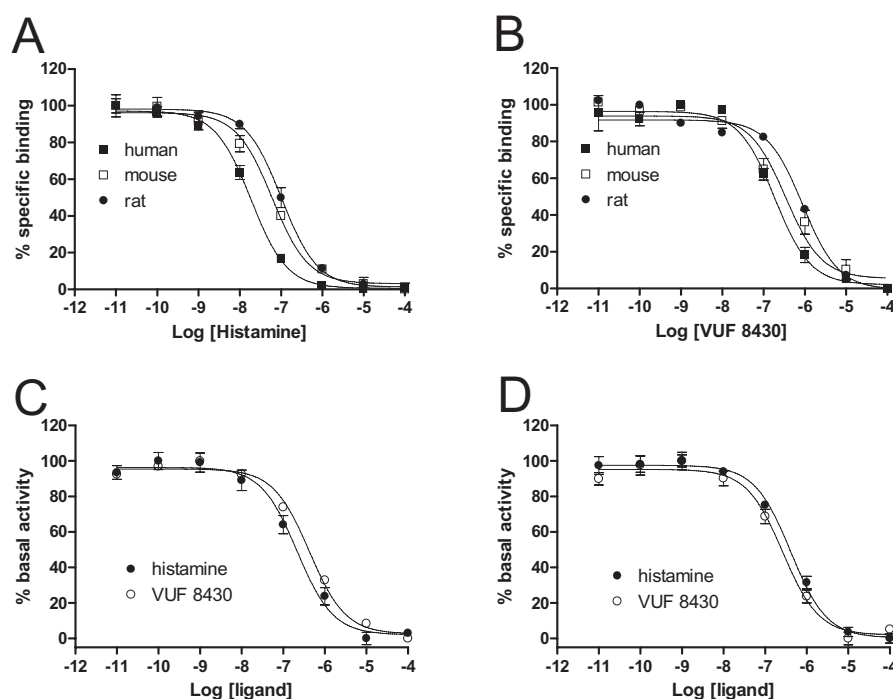 A
120
100
80
60
40
20
0
% specific binding
human
mouse
rat
-12 -11 -10 -9 -8 -7 -6 -5 -4
Log [Histamine]
B
120
100
80
60
40
20
0
% specific binding
human
mouse
rat
-12 -11 -10 -9 -8 -7 -6 -5 -4
Log [VUF 8430]
C
120
100
80
60
40
20
0
% basal activity
histamine
VUF 8430
-12 -11 -10 -9 -8 -7 -6 -5 -4
Log [ligand]
D
120
100
80
60
40
20
0
% basal activity
histamine
VUF 8430
-12 -11 -10 -9 -8 -7 -6 -5 -4
Log [ligand]